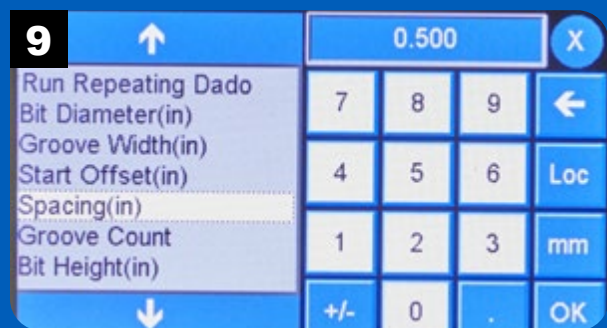 9
0.500
X
Run Repeating Dado
Bit Diameter(in)
Groove Width(in)
Start Offset(in)
Spacing(in)
Groove Count
Bit Height(in)
7 8 9
4 5 6 Loc
1 2 3 mm
+/- 0 . OK